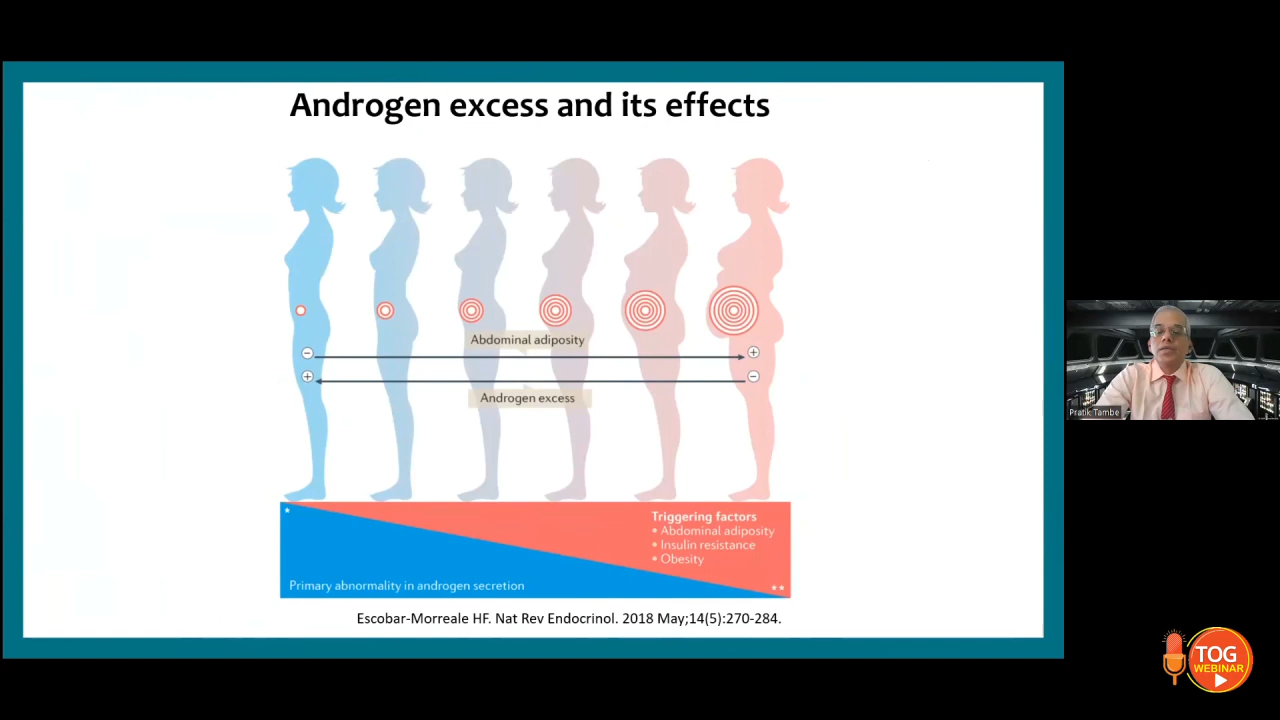 Androgen excess and its effects
Abdominal adiposity
− +
+ −
Androgen excess
★
Triggering factors
• Abdominal adiposity
• Insulin resistance
• Obesity
★★
Primary abnormality in androgen secretion
Escobar-Morreale HF. Nat Rev Endocrinol. 2018 May;14(5):270-284.
Pratik Tambe
TOG
WEBINAR